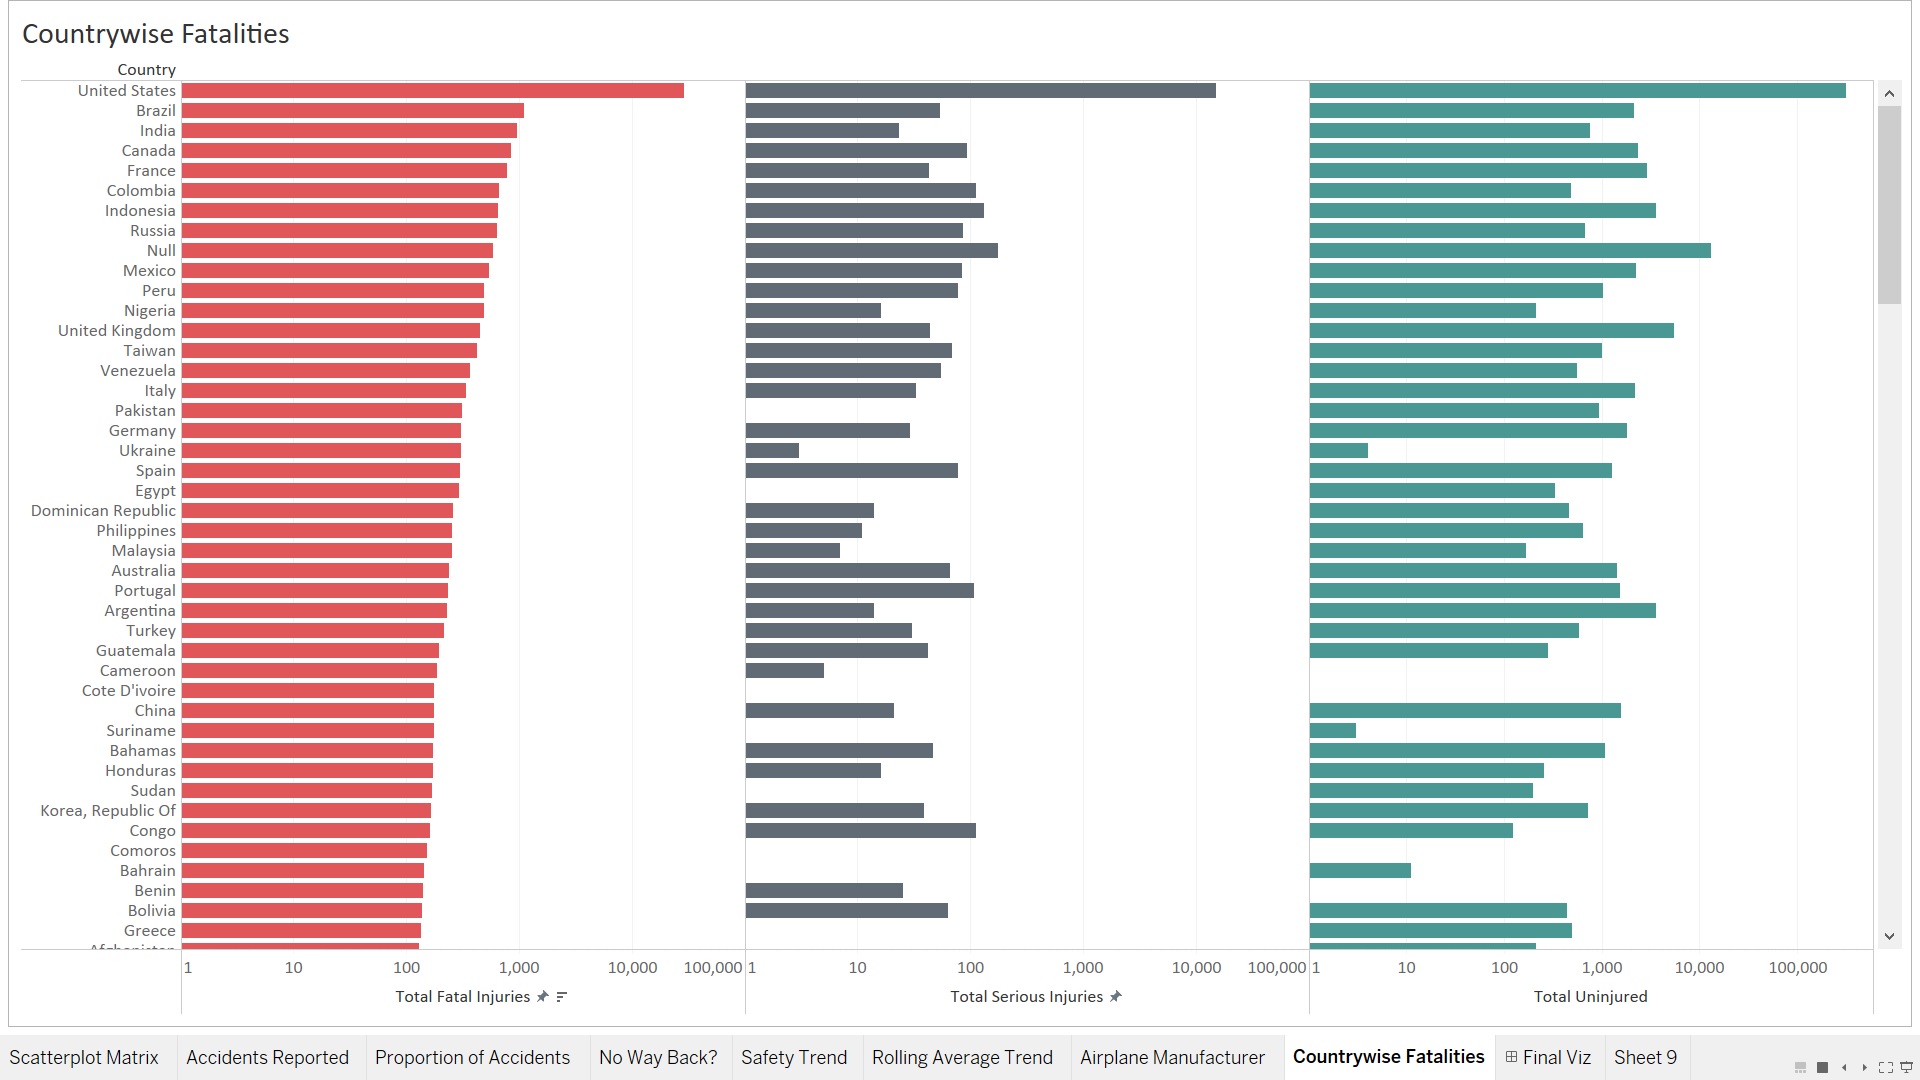 Countrywise Fatalities
Country
United States
Brazil
India
Canada
France
Colombia
Indonesia
Russia
Null
Mexico
Peru
Nigeria
United Kingdom
Taiwan
Venezuela
Italy
Pakistan
Germany
Ukraine
Spain
Egypt
Dominican Republic
Philippines
Malaysia
Australia
Portugal
Argentina
Turkey
Guatemala
Cameroon
Cote D'ivoire
China
Suriname
Bahamas
Honduras
Sudan
Korea, Republic Of
Congo
Comoros
Bahrain
Benin
Bolivia
Greece
Afghanistan
1 10 100 1,000 10,000 100,000 1 10 100 1,000 10,000 100,000 1 10 100 1,000 10,000 100,000
Total Fatal Injuries Total Serious Injuries Total Uninjured
Scatterplot Matrix Accidents Reported Proportion of Accidents No Way Back? Safety Trend Rolling Average Trend Airplane Manufacturer Countrywise Fatalities Final Viz Sheet 9